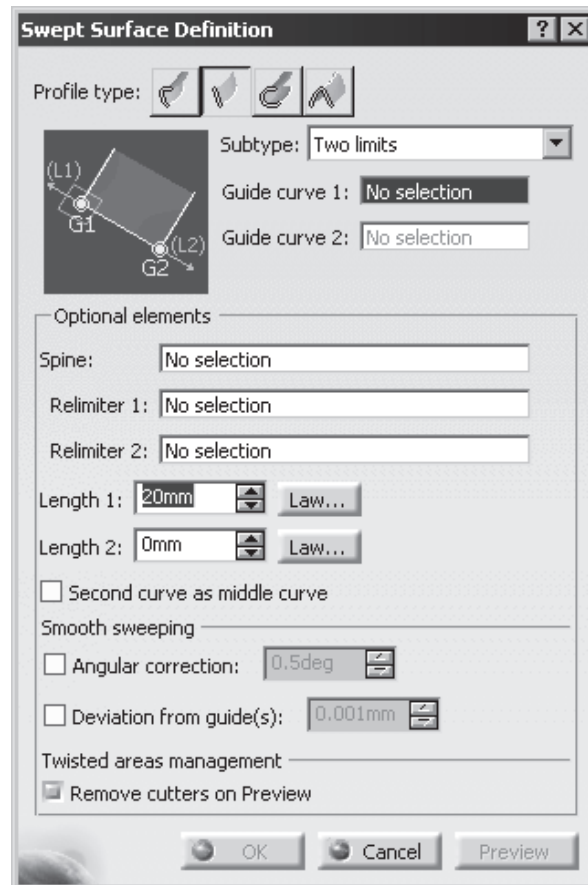 Swept Surface Definition
Profile type:
Subtype: Two limits
(L1)
G1
(L2)
G2
Guide curve 1: No selection
Guide curve 2: No selection
Optional elements
Spine: No selection
Relimiter 1: No selection
Relimiter 2: No selection
Length 1: 20mm Law...
Length 2: 0mm Law...
Second curve as middle curve
Smooth sweeping
Angular correction: 0.5deg
Deviation from guide(s): 0.001mm
Twisted areas management
Remove cutters on Preview
OK Cancel Preview